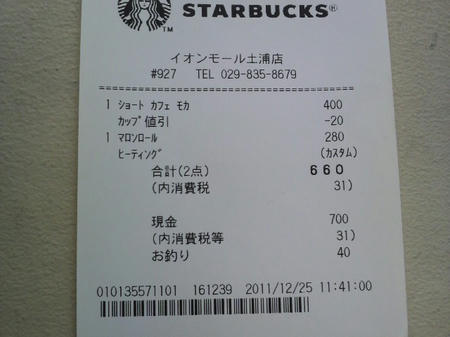 STARBUCKS®
TM
イオンモール土浦店
#927 TEL 029-835-8679
========================================
1 ショート カフェ モカ 400
カップ値引 -20
1 マロンロール 280
ヒーティング (カスタム)
合計(2点) 660
(内消費税 31)
現金 700
(内消費税等 31)
お釣り 40
010135571101 161239 2011/12/25 11:41:00